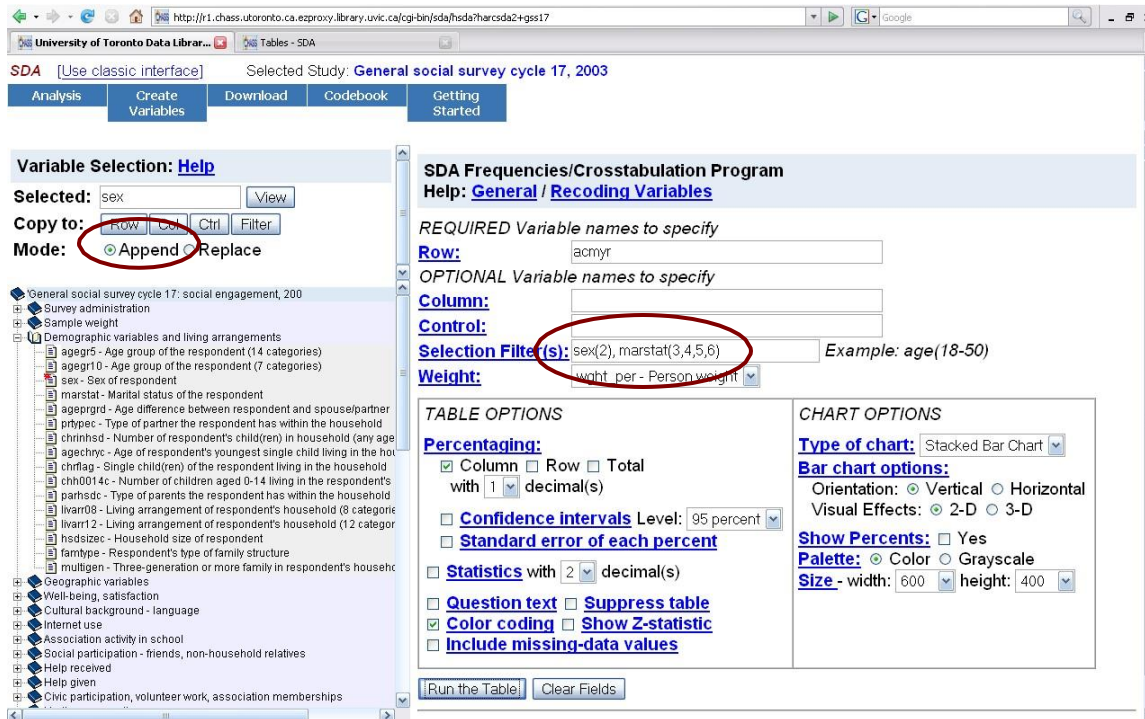 http://r1.chass.utoronto.ca.ezproxy.library.uvic.ca/cgi-bin/sda/hsda?harcsda2+gss17
Google
University of Toronto Data Librar...
Tables - SDA
SDA [Use classic interface] Selected Study: General social survey cycle 17, 2003
Analysis
Create Variables
Download
Codebook
Getting Started
Variable Selection: Help
Selected: sex View
Copy to: Row Col Ctrl Filter
Mode: Append Replace
'General social survey cycle 17: social engagement, 200
Survey administration
Sample weight
Demographic variables and living arrangements
agegr5 - Age group of the respondent (14 categories)
agegr10 - Age group of the respondent (7 categories)
sex - Sex of respondent
marstat - Marital status of the respondent
ageprgrd - Age difference between respondent and spouse/partner
prtypec - Type of partner the respondent has within the household
chrinhsd - Number of respondent's child(ren) in household (any age
agechryc - Age of respondent's youngest single child living in the hou
chrflag - Single child(ren) of the respondent living in the household
chh0014c - Number of children aged 0-14 living in the respondent's
parhsdc - Type of parents the respondent has within the household
livarr08 - Living arrangement of respondent's household (8 categorie
livarr12 - Living arrangement of respondent's household (12 categor
hsdsizec - Household size of respondent
famtype - Respondent's type of family structure
multigen - Three-generation or more family in respondent's househo
Geographic variables
Well-being, satisfaction
Cultural background - language
Internet use
Association activity in school
Social participation - friends, non-household relatives
Help received
Help given
Civic participation, volunteer work, association memberships
SDA Frequencies/Crosstabulation Program
Help: General / Recoding Variables
REQUIRED Variable names to specify
Row: acmyr
OPTIONAL Variable names to specify
Column:
Control:
Selection Filter(s): sex(2), marstat(3,4,5,6) Example: age(18-50)
Weight: wght_per - Person weight
TABLE OPTIONS
Percentaging:
Column Row Total
with 1 decimal(s)
Confidence intervals Level: 95 percent
Standard error of each percent
Statistics with 2 decimal(s)
Question text Suppress table
Color coding Show Z-statistic
Include missing-data values
CHART OPTIONS
Type of chart: Stacked Bar Chart
Bar chart options:
Orientation: Vertical Horizontal
Visual Effects: 2-D 3-D
Show Percents: Yes
Palette: Color Grayscale
Size - width: 600 height: 400
Run the Table Clear Fields